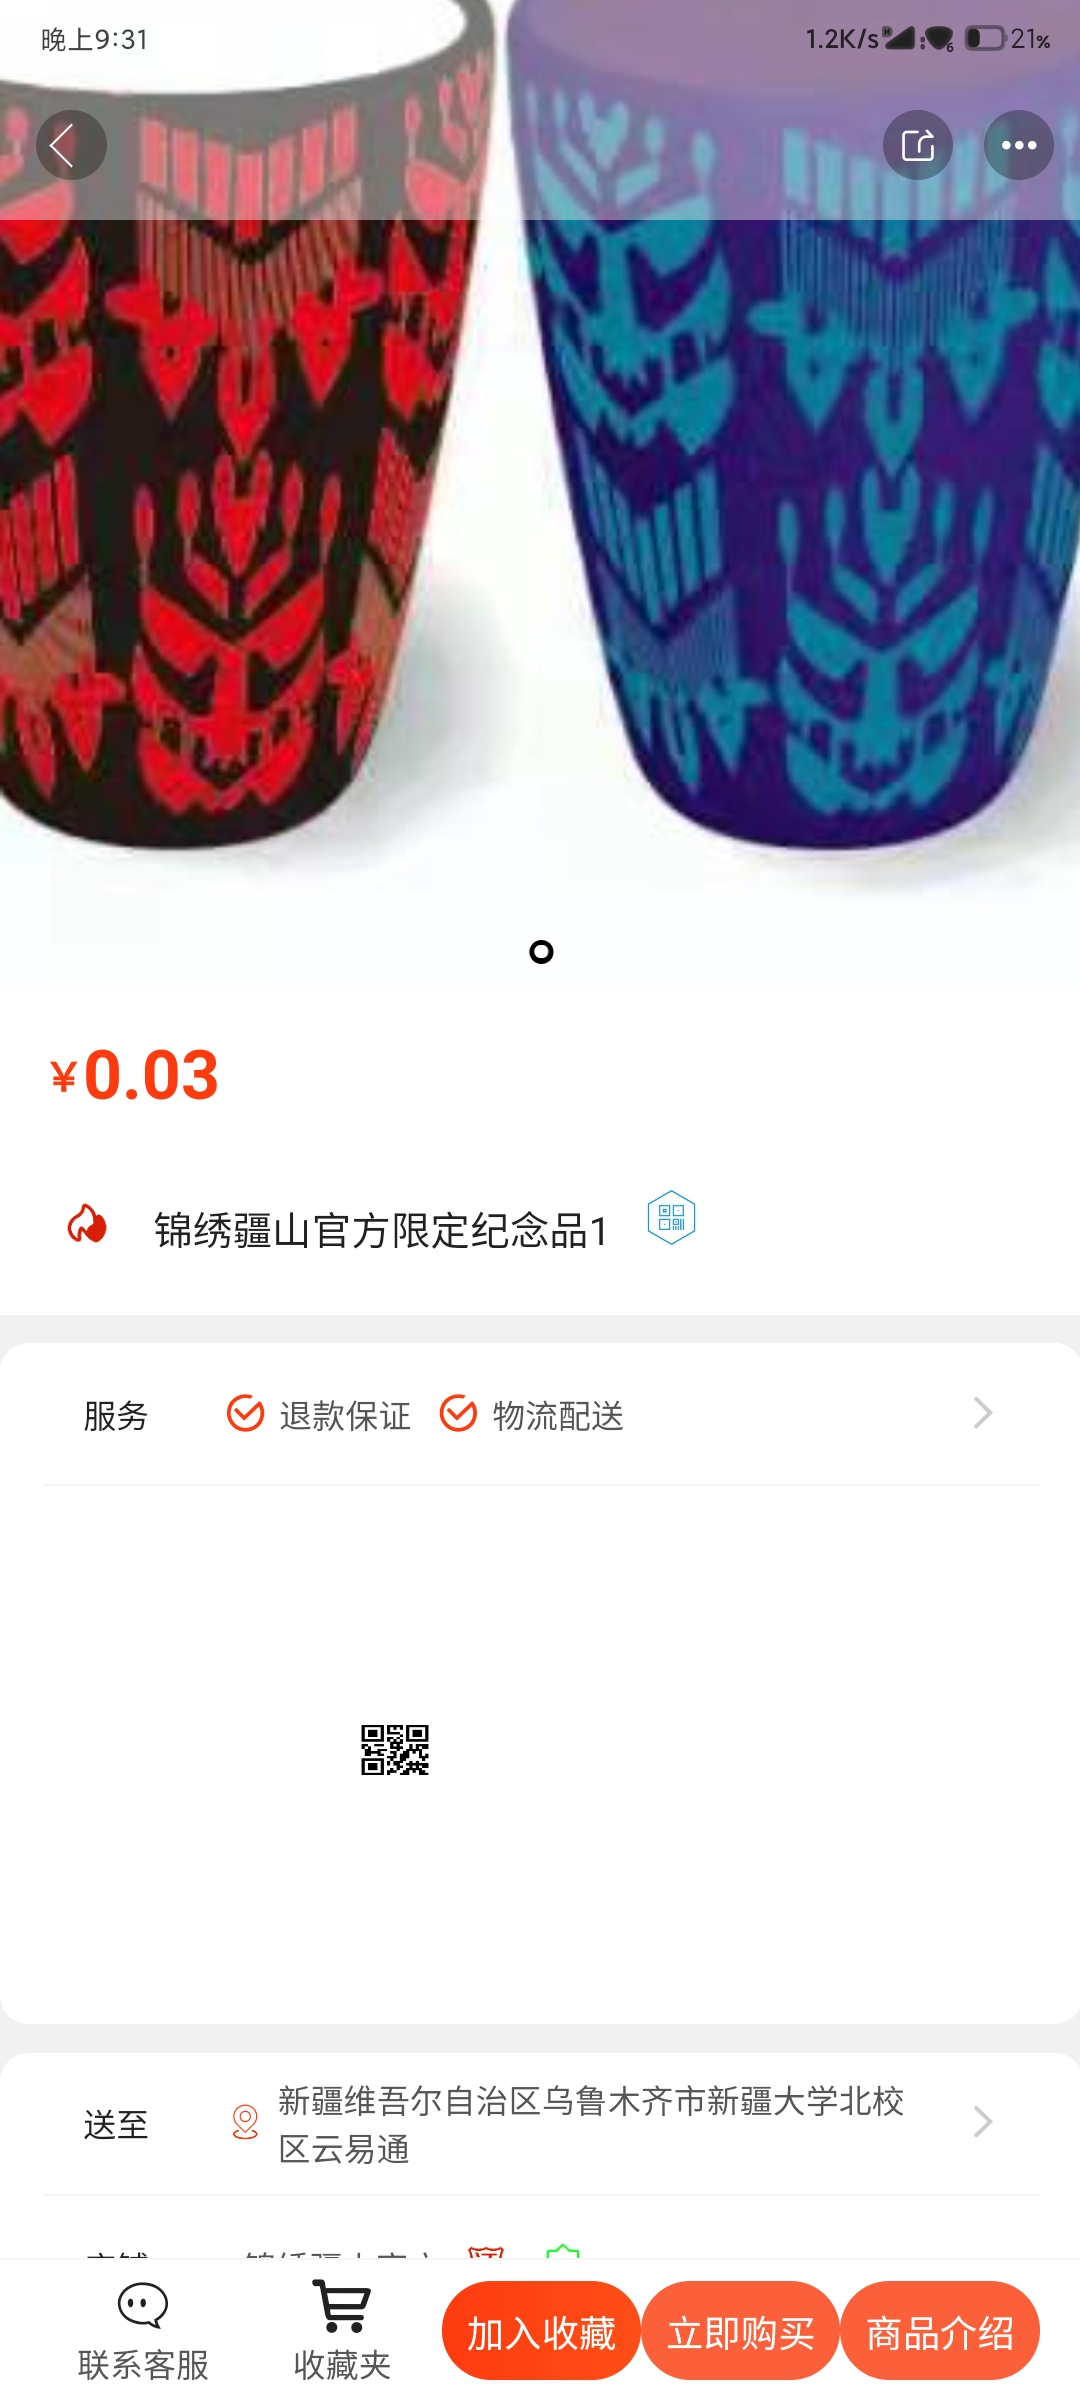 晚上9:31
1.2K/s
6
21%
¥0.03
锦绣疆山官方限定纪念品1
服务
退款保证
物流配送
送至
新疆维吾尔自治区乌鲁木齐市新疆大学北校
区云易通
联系客服
收藏夹
加入收藏
立即购买
商品介绍